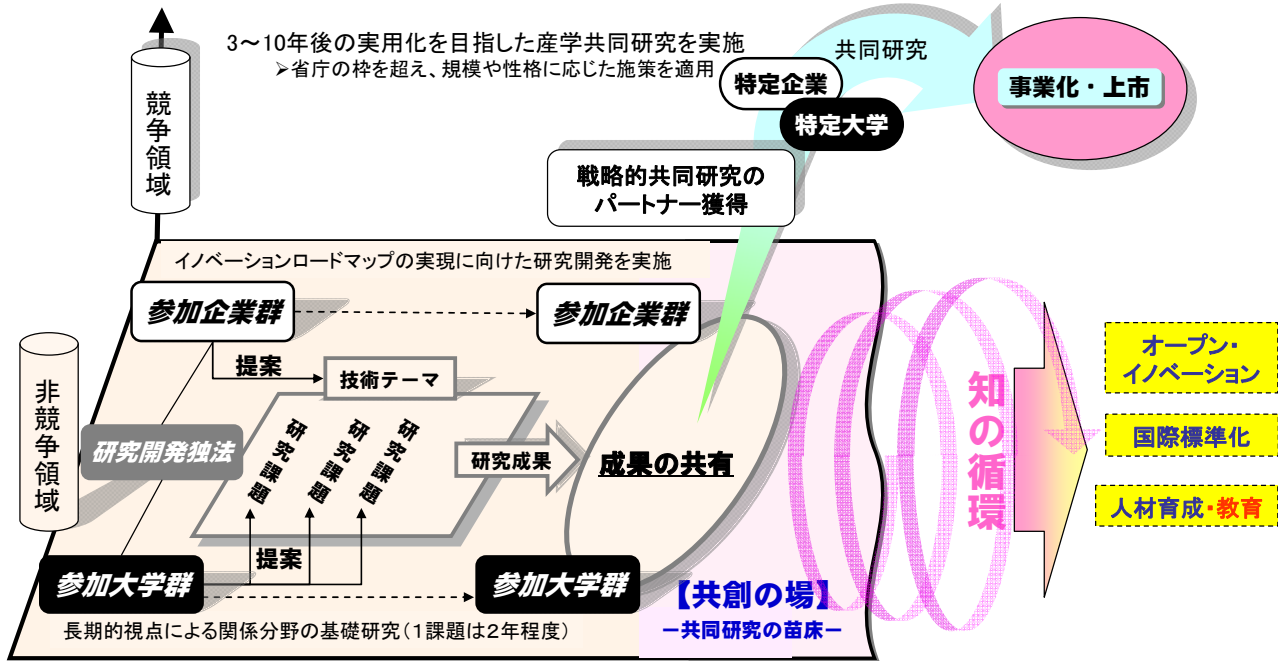 3～10年後の実用化を目指した産学共同研究を実施
➢省庁の枠を超え、規模や性格に応じた施策を適用
共同研究
特定企業
特定大学
事業化・上市
競争領域
戦略的共同研究の
パートナー獲得
イノベーションロードマップの実現に向けた研究開発を実施
参加企業群
参加企業群
提案
技術テーマ
非競争領域
研究開発独法
研究課題
研究課題
研究課題
研究成果
成果の共有
提案
参加大学群
参加大学群
長期的視点による関係分野の基礎研究（1課題は2年程度）
【共創の場】
－共同研究の苗床－
知の循環
オープン・
イノベーション
国際標準化
人材育成・教育